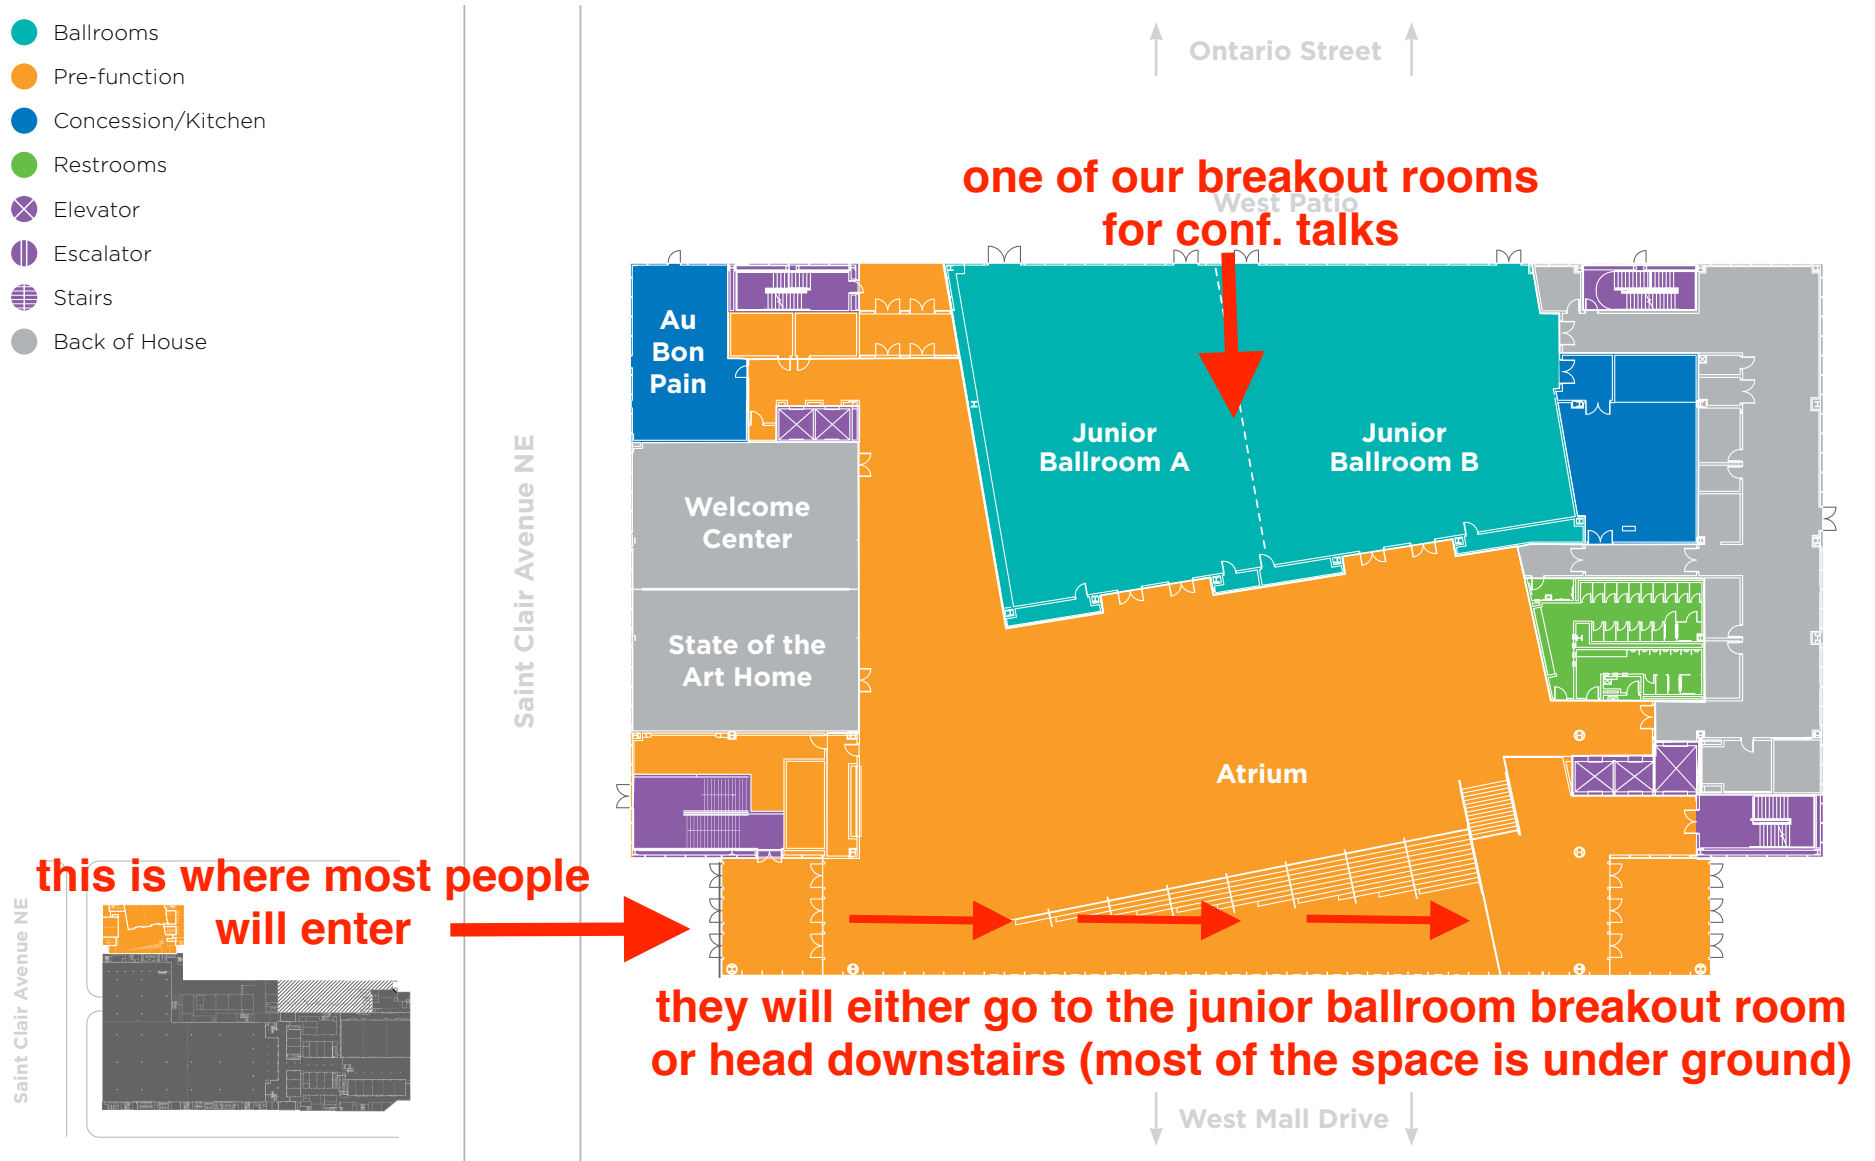 Ballrooms
Pre-function
Concession/Kitchen
Restrooms
Elevator
Escalator
Stairs
Back of House
Saint Clair Avenue NE
Ontario Street
one of our breakout rooms
West Patio
for conf. talks
Au
Bon
Pain
Junior
Ballroom A
Junior
Ballroom B
Welcome
Center
State of the
Art Home
Atrium
this is where most people
will enter
Saint Clair Avenue NE
they will either go to the junior ballroom breakout room
or head downstairs (most of the space is under ground)
West Mall Drive